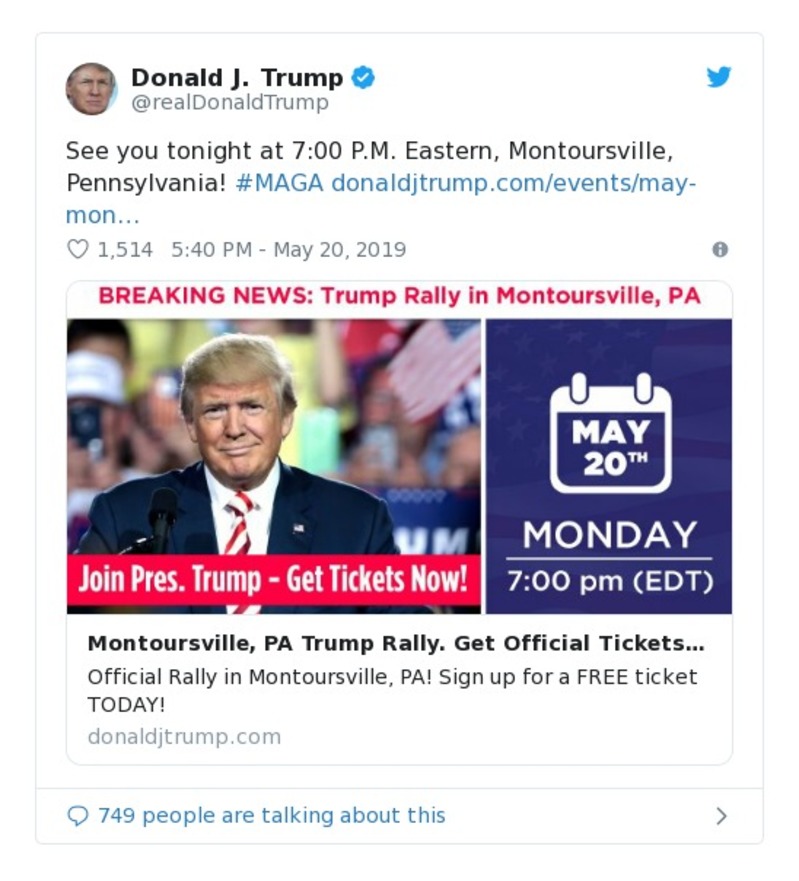 Donald J. Trump
@realDonaldTrump
See you tonight at 7:00 P.M. Eastern, Montoursville,
Pennsylvania! #MAGA donaldjtrump.com/events/may-
mon…
1,514 5:40 PM - May 20, 2019
BREAKING NEWS: Trump Rally in Montoursville, PA
MAY
20TH
MONDAY
7:00 pm (EDT)
UM
Join Pres. Trump - Get Tickets Now!
Montoursville, PA Trump Rally. Get Official Tickets...
Official Rally in Montoursville, PA! Sign up for a FREE ticket
TODAY!
donaldjtrump.com
749 people are talking about this